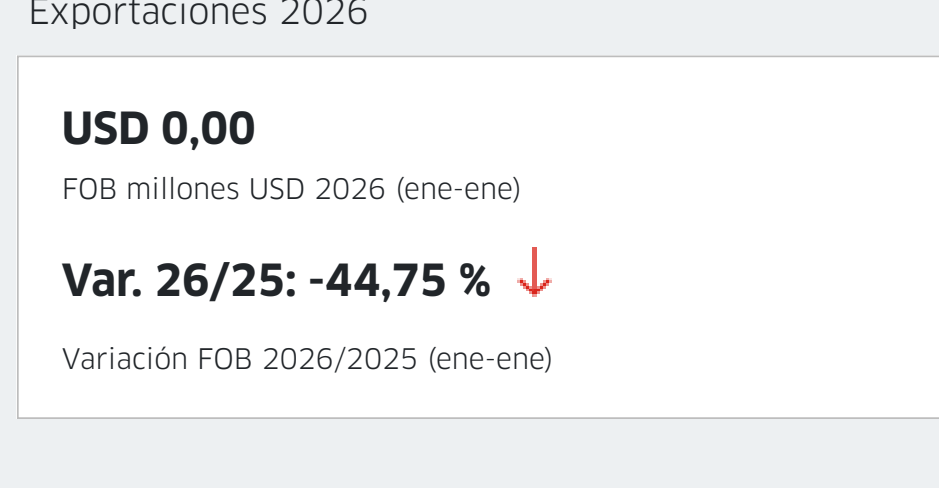 Exportaciones 2026
USD 0,00
FOB millones USD 2026 (ene-ene)
Var. 26/25: -44,75 %
Variación FOB 2026/2025 (ene-ene)